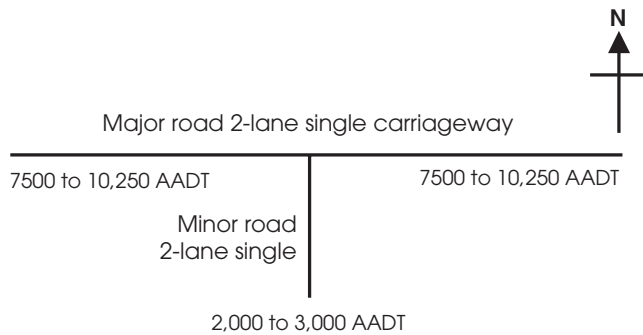 N
Major road 2-lane single carriageway
7500 to 10,250 AADT
7500 to 10,250 AADT
Minor road
2-lane single
2,000 to 3,000 AADT